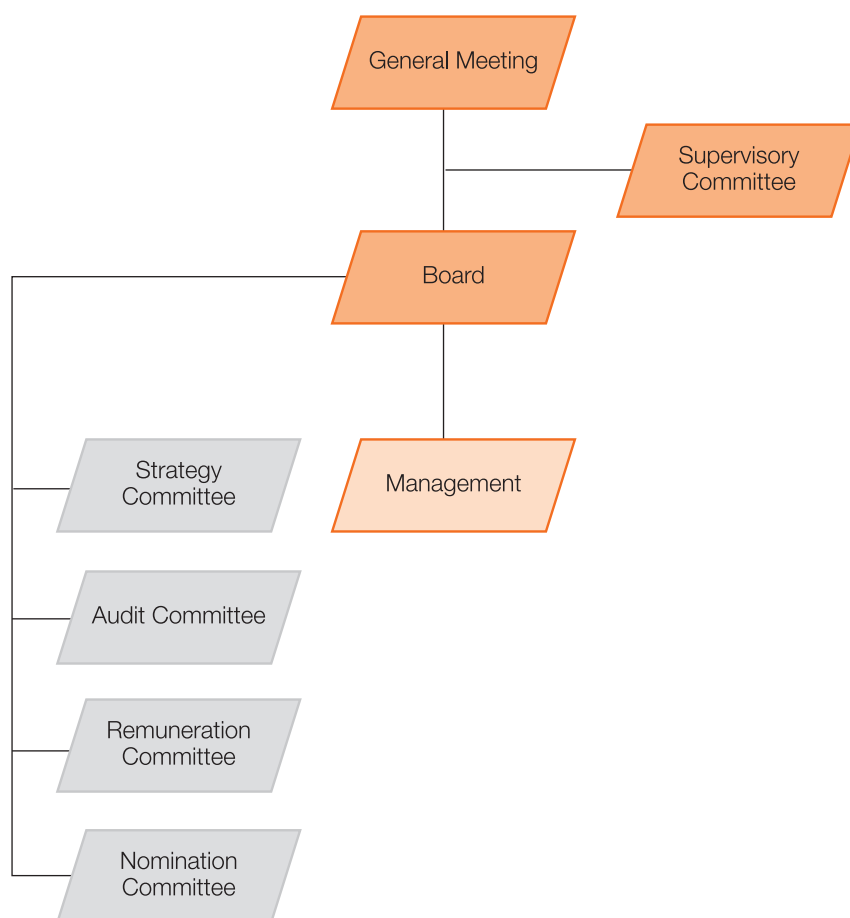 General Meeting
Supervisory
Committee
Board
Strategy
Committee
Management
Audit Committee
Remuneration
Committee
Nomination
Committee